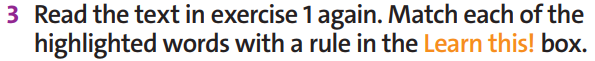 3 Read the text in exercise 1 again. Match each of the
highlighted words with a rule in the Learn this! box.